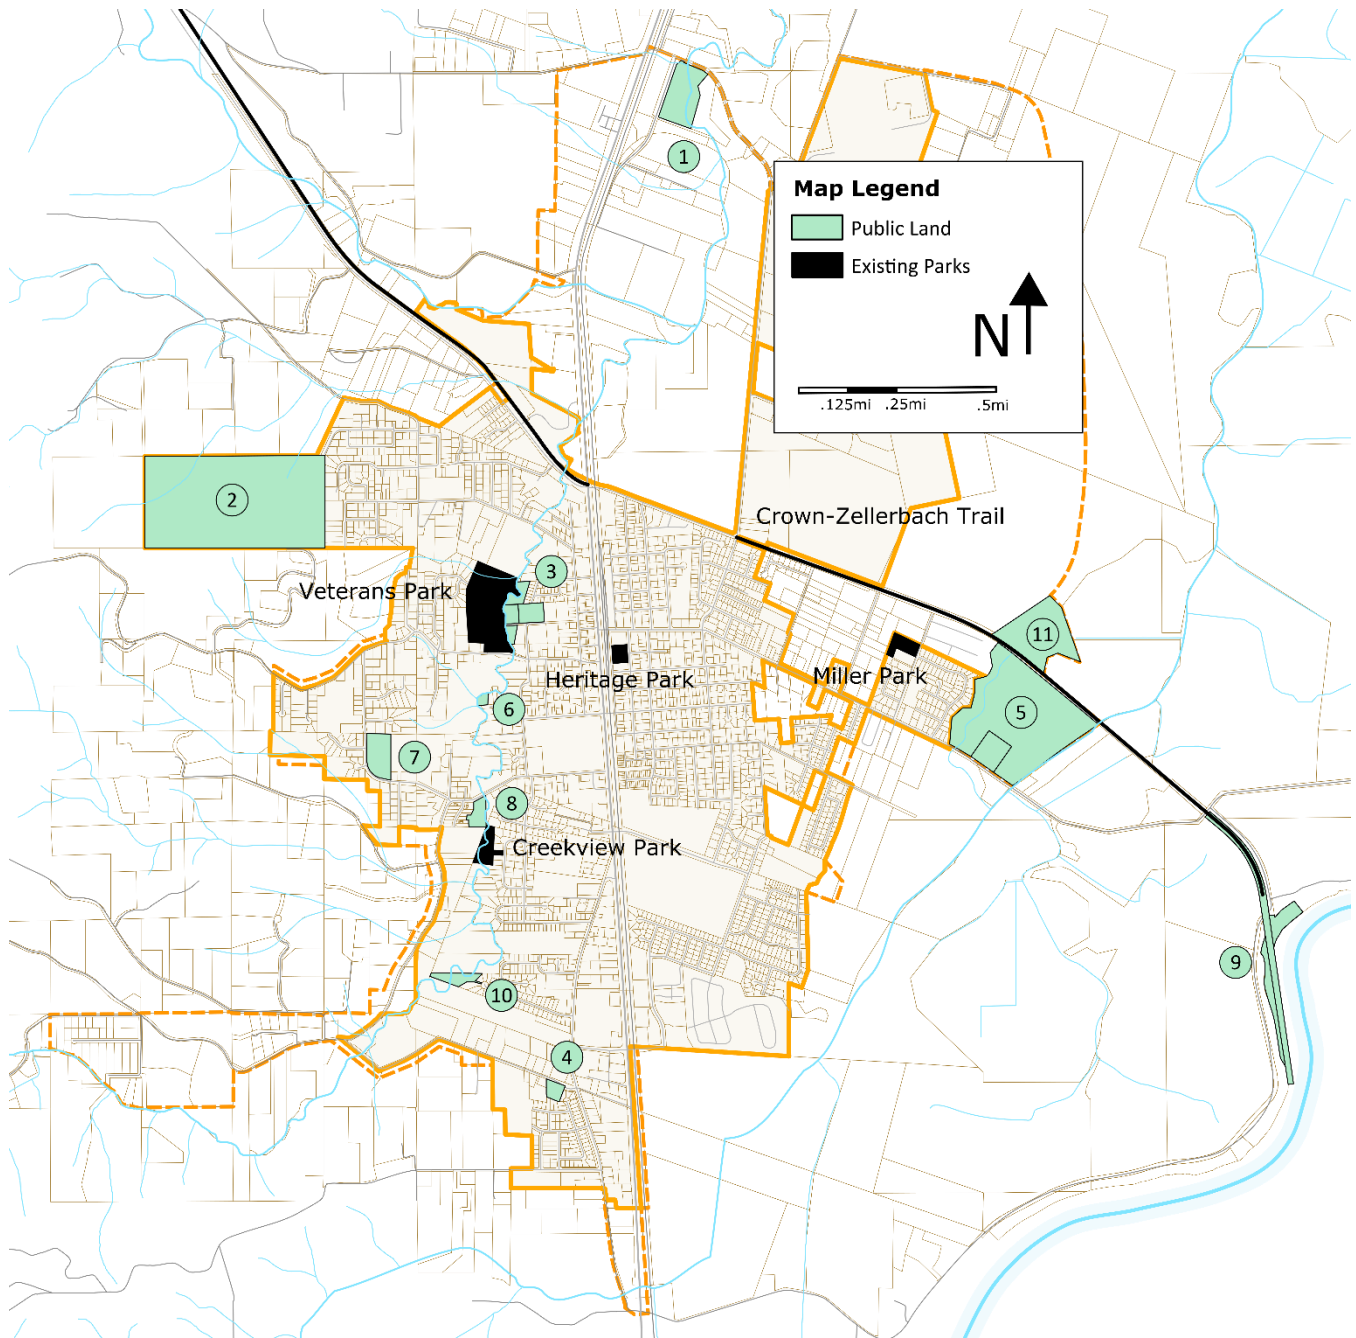 1
Map Legend
Public Land
Existing Parks
N
.125mi .25mi .5mi
2
Crown-Zellerbach Trail
3
Veterans Park
11
Heritage Park
Miller Park
6
5
7
8
Creekview Park
9
10
4